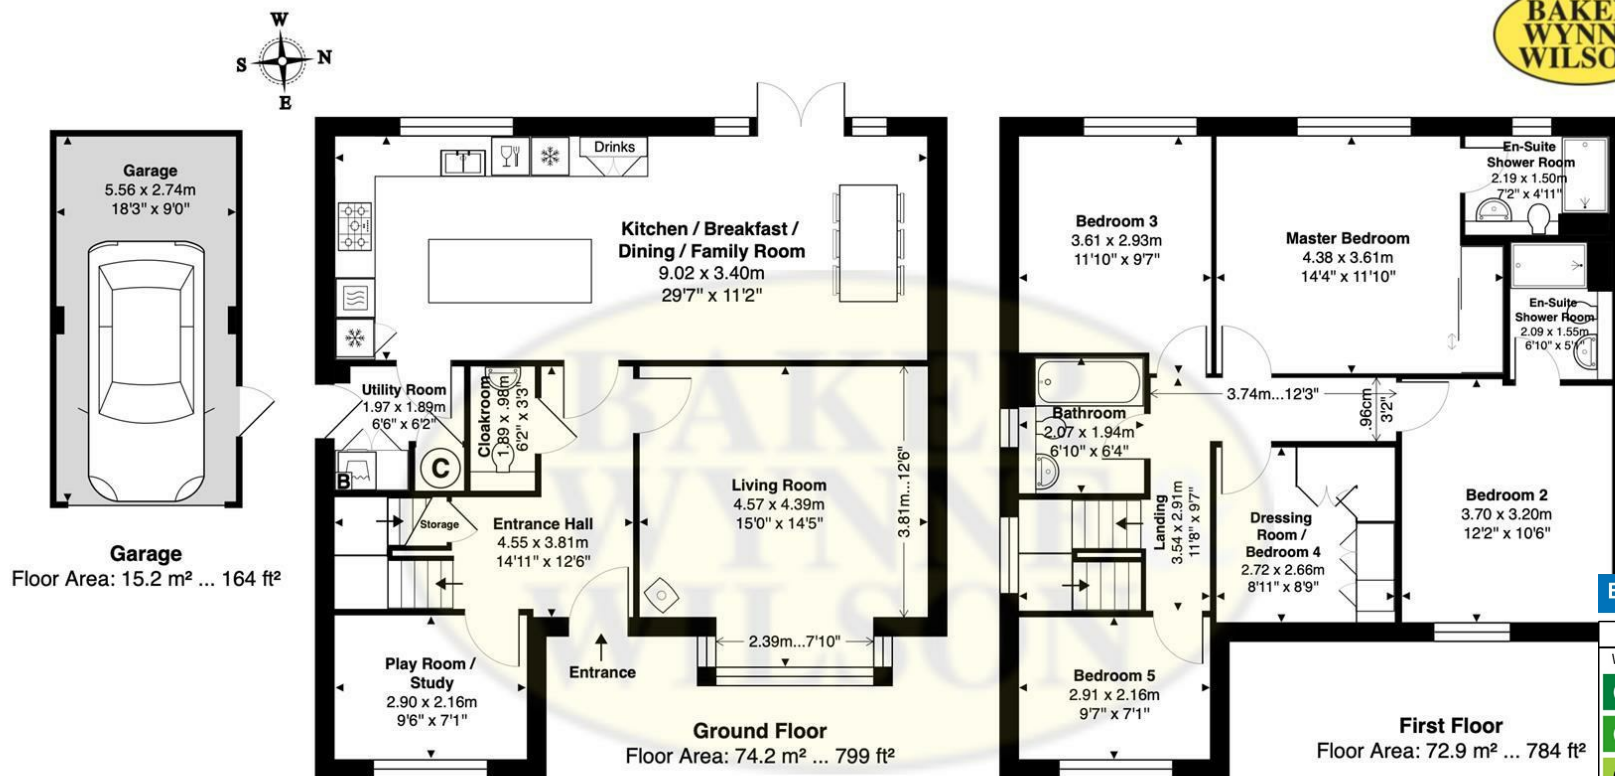 W
S
N
E
BAKER
WYNNE
WILSON
Garage
5.56 x 2.74m
18'3" x 9'0"
Garage
Floor Area: 15.2 m² ... 164 ft²
Drinks
Kitchen / Breakfast /
Dining / Family Room
9.02 x 3.40m
29'7" x 11'2"
Utility Room
1.97 x 1.89m
6'6" x 6'2"
B
C
Cloakroom
1.89 x .98m
6'2" x 3'3"
Storage
Entrance Hall
4.55 x 3.81m
14'11" x 12'6"
Living Room
4.57 x 4.39m
15'0" x 14'5"
3.81m...12'6"
2.39m...7'10"
Entrance
Play Room /
Study
2.90 x 2.16m
9'6" x 7'1"
Ground Floor
Floor Area: 74.2 m² ... 799 ft²
BAKER
WYNNE
WILSON
Bedroom 3
3.61 x 2.93m
11'10" x 9'7"
Master Bedroom
4.38 x 3.61m
14'4" x 11'10"
En-Suite
Shower Room
2.19 x 1.50m
7'2" x 4'11"
En-Suite
Shower Room
2.09 x 1.55m
6'10" x 5'1"
3.74m...12'3"
.96cm
3'2"
Bathroom
2.07 x 1.94m
6'10" x 6'4"
Landing
3.54 x 2.91m
11'8" x 9'7"
Dressing
Room /
Bedroom 4
2.72 x 2.66m
8'11" x 8'9"
Bedroom 2
3.70 x 3.20m
12'2" x 10'6"
Bedroom 5
2.91 x 2.16m
9'7" x 7'1"
First Floor
Floor Area: 72.9 m² ... 784 ft²